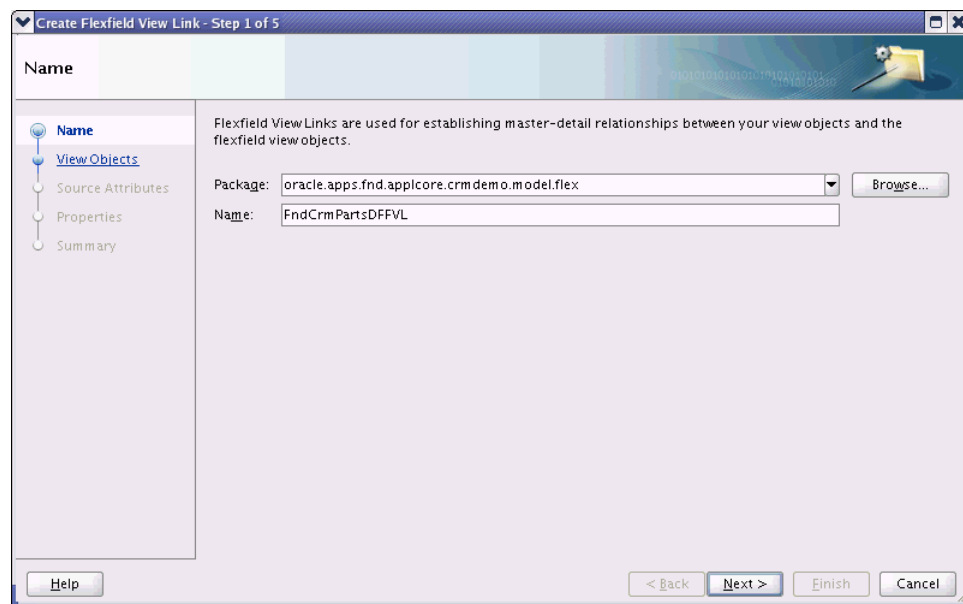 Create Flexfield View Link - Step 1 of 5
Name
Name
View Objects
Source Attributes
Properties
Summary
Flexfield View Links are used for establishing master-detail relationships between your view objects and the
flexfield view objects.
Package: oracle.apps.fnd.applcore.crmdemo.model.flex Browse...
Name: FndCrmPartsDFFVL
Help < Back Next > Finish Cancel